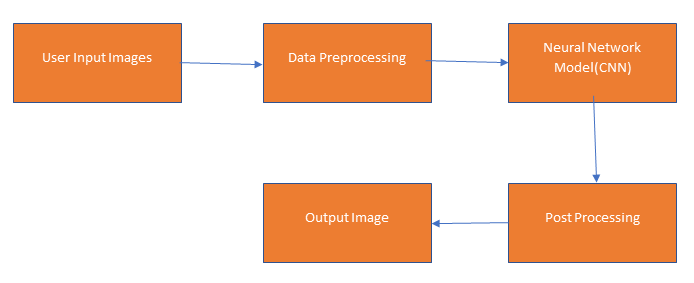 User Input Images
Data Preprocessing
Neural Network
Model(CNN)
Output Image
Post Processing